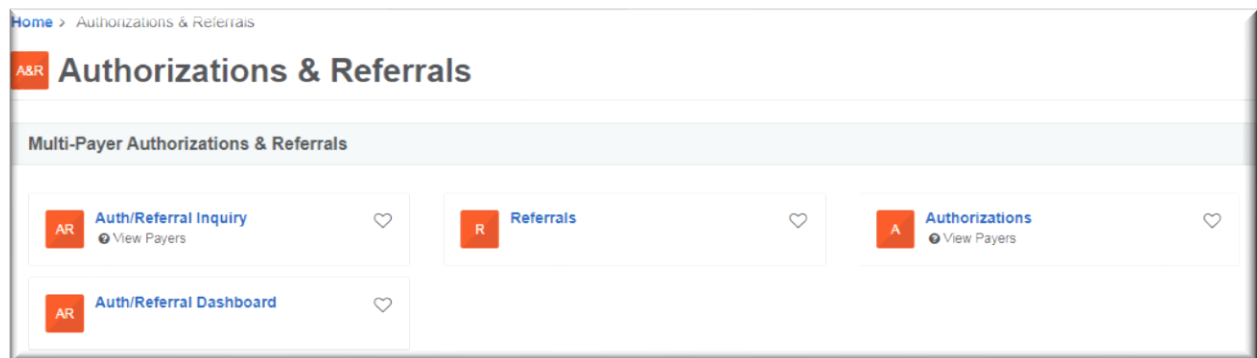 Home > Authorizations & Referrals
A&R Authorizations & Referrals
Multi-Payer Authorizations & Referrals
AR Auth/Referral Inquiry
View Payers
R Referrals
A Authorizations
View Payers
AR Auth/Referral Dashboard